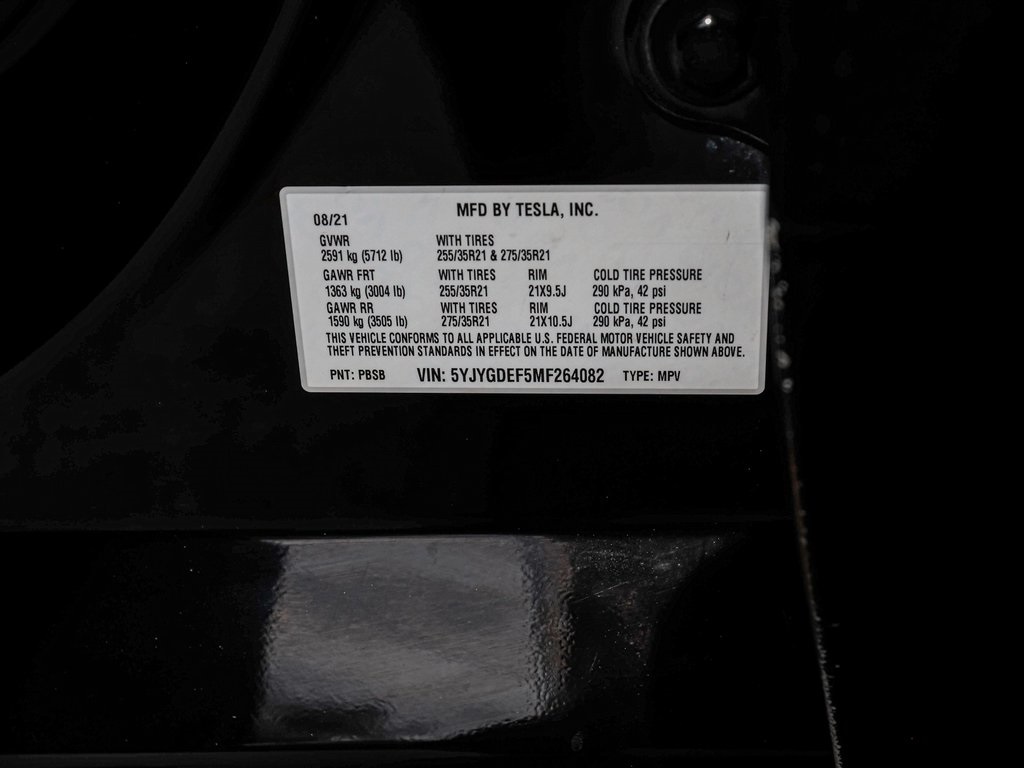 08/21 MFD BY TESLA, INC.
GVWR WITH TIRES
2591 kg (5712 lb) 255/35R21 & 275/35R21
GAWR FRT WITH TIRES RIM COLD TIRE PRESSURE
1363 kg (3004 lb) 255/35R21 21X9.5J 290 kPa, 42 psi
GAWR RR WITH TIRES RIM COLD TIRE PRESSURE
1590 kg (3505 lb) 275/35R21 21X10.5J 290 kPa, 42 psi
THIS VEHICLE CONFORMS TO ALL APPLICABLE U.S. FEDERAL MOTOR VEHICLE SAFETY AND
THEFT PREVENTION STANDARDS IN EFFECT ON THE DATE OF MANUFACTURE SHOWN ABOVE.
PNT: PBSB VIN: 5YJYGDEF5MF264082 TYPE: MPV